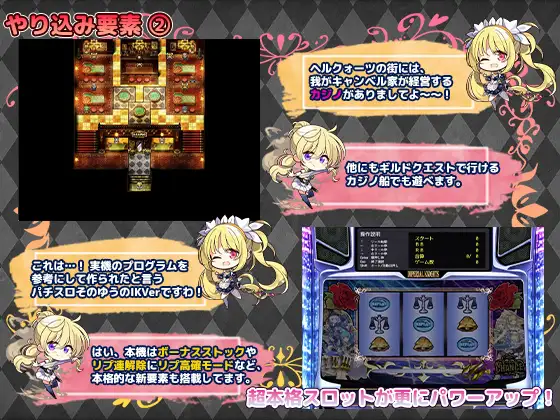 やり込み要素 ②
ヘルクォーツの街には、
我がキャンベル家が経営する
カジノがありましてよ～～！
他にもギルドクエストで行ける
カジノ船でも遊べます。
これは…！実機のプログラムを
参考にして作られたと言う
パチスロそのゆうのIKVerですわ！
はい、本機はボーナスストックや
リプ連解除にリプ高確モードなど、
本格的な新要素も搭載してます。
操作説明
スタート
IMPERIAL KNIGHTS
REPLAY
CHANCE
超本格スロットが更にパワーアップ！